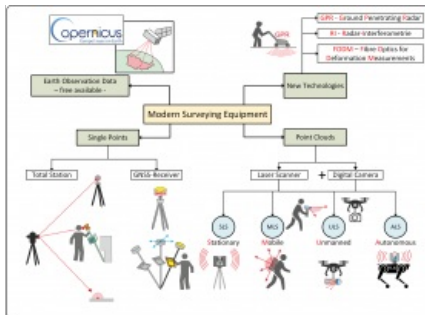 Copernicus
GPR
GPR - Ground Penetrating Radar
RI - Radar-Interferometrie
FODM – Fibre Optics for
Deformation Measurements
Earth Observation Data
– free available -
New Technologies
Modern Surveying Equipment
Single Points
Point Clouds
Total Station
GNSS-Receiver
Laser Scanner
+
Digital Camera
SLS
MLS
ULS
ALS
Stationary
Mobile
Unmanned
Autonomous